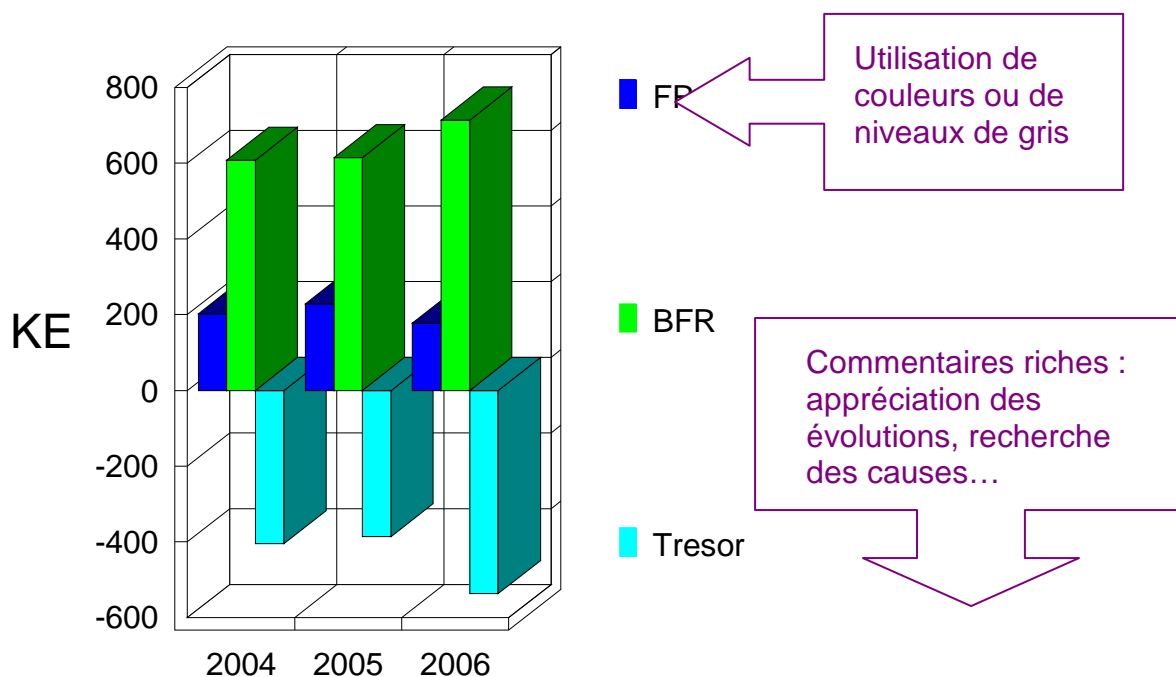 800
600
400
200
0
-200
-400
-600
KE
2004 2005 2006
FR
BFR
Tresor
Utilisation de
couleurs ou de
niveaux de gris
Commentaires riches :
appréciation des
évolutions, recherche
des causes…